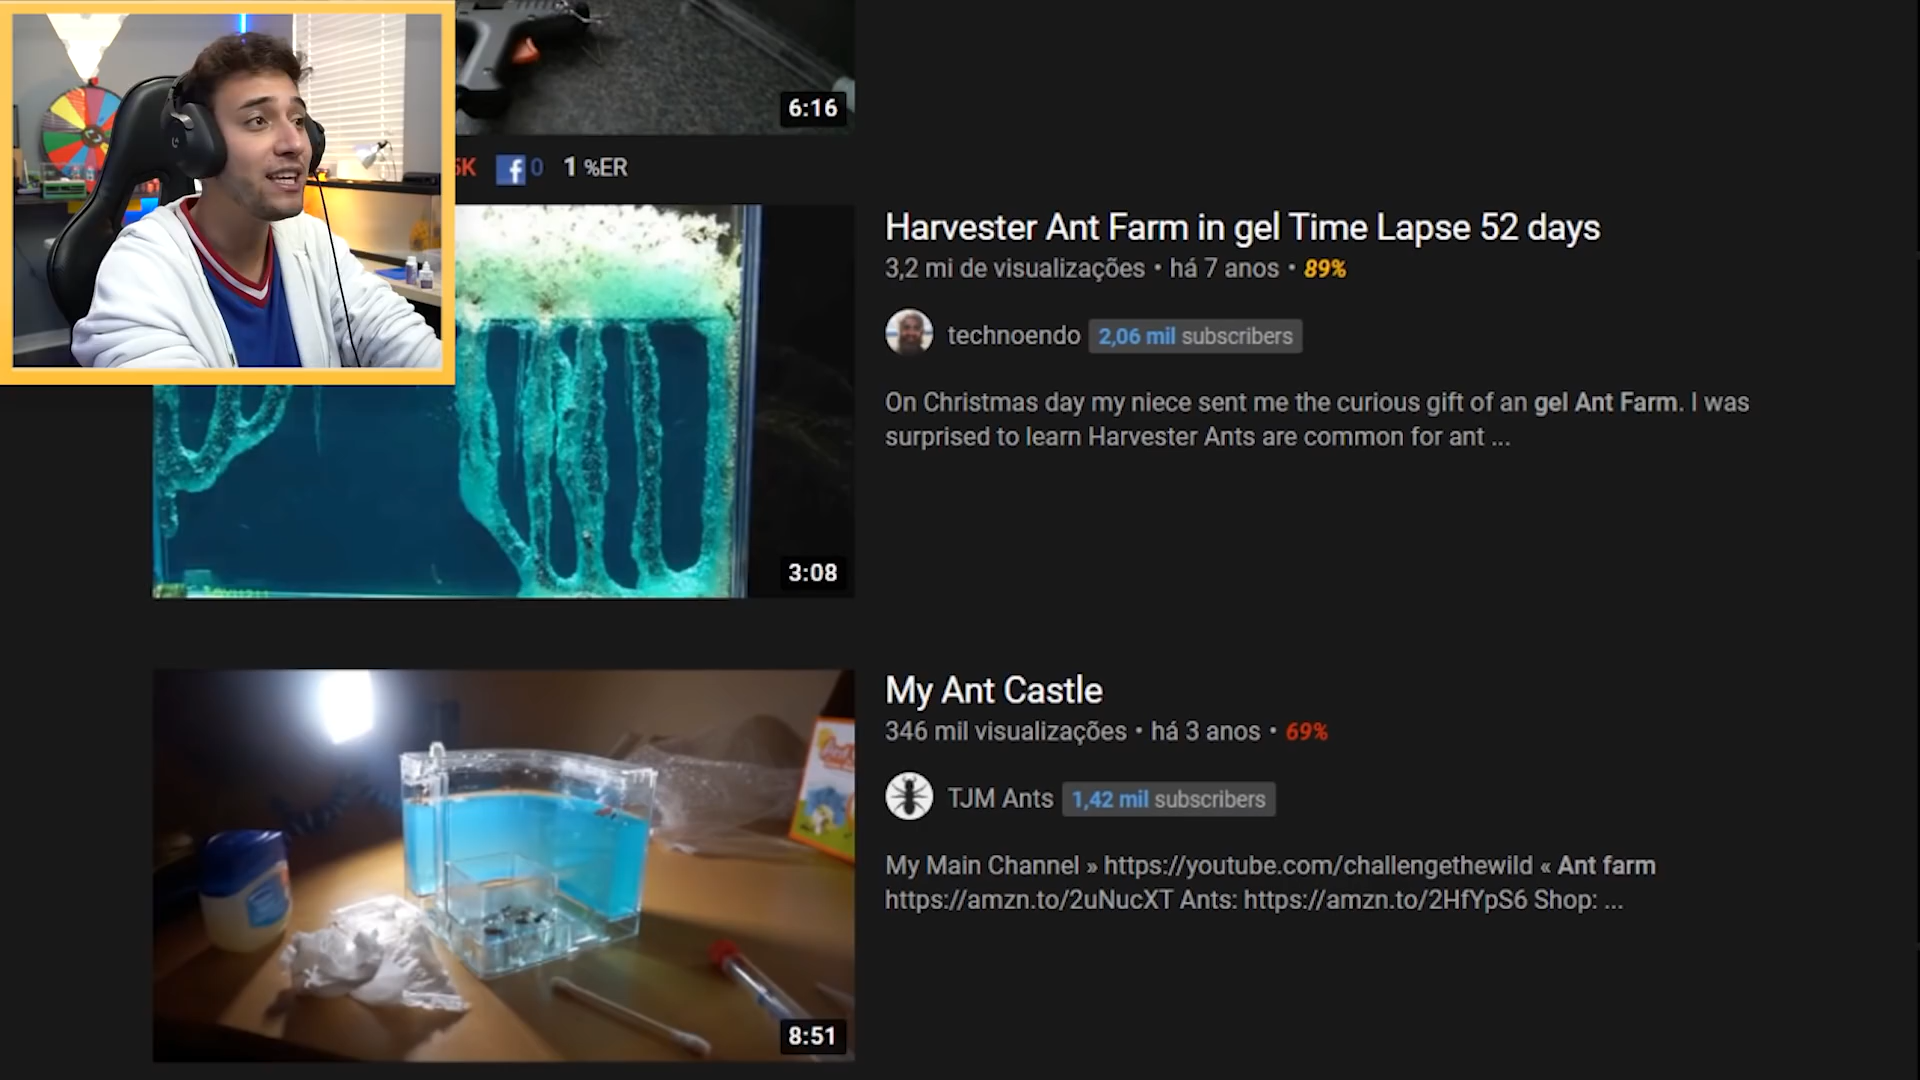 6:16
5K f 0 1 %ER
Harvester Ant Farm in gel Time Lapse 52 days
3,2 mi de visualizações • há 7 anos • 89%
technoendo 2,06 mil subscribers
On Christmas day my niece sent me the curious gift of an gel Ant Farm. I was
surprised to learn Harvester Ants are common for ant ...
3:08
My Ant Castle
346 mil visualizações • há 3 anos • 69%
TJM Ants 1,42 mil subscribers
My Main Channel » https://youtube.com/challengethewild « Ant farm
https://amzn.to/2uNucXT Ants: https://amzn.to/2HfYpS6 Shop: ...
8:51